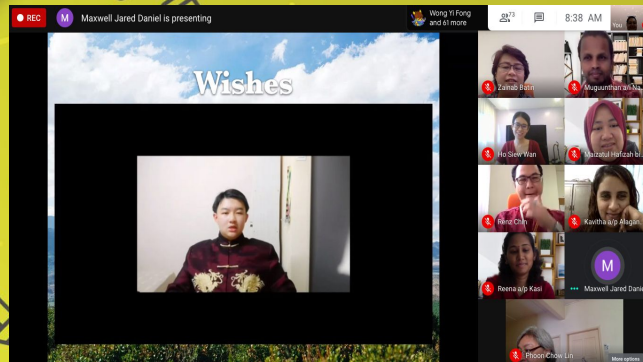 REC
M
Maxwell Jared Daniel is presenting
Wong Yi Fong
and 61 more
73
8:38 AM
You
Wishes
Zainab Batin
Muguunthan a/l Na
Ho Siew Wan
Maizatul Hafizah bi
Renz Chin
Kavitha a/p Alagan
Reena a/p Kasi
M
Maxwell Jared Danie
Phoon Chow Lin
More options